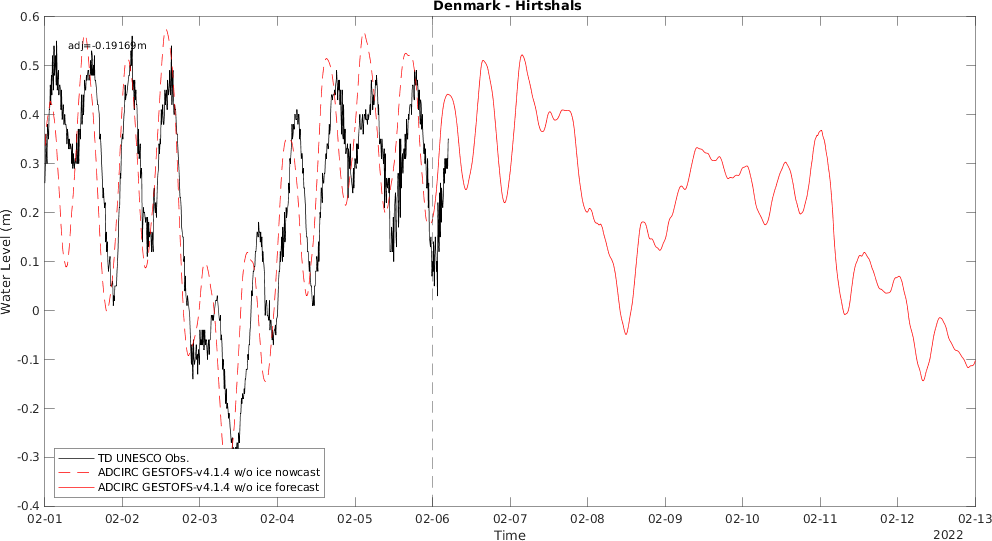 Denmark - Hirtshals
adj=-0.19169m
0.6
0.5
0.4
0.3
0.2
0.1
0
-0.1
-0.2
-0.3
-0.4
Water Level (m)
TD UNESCO Obs.
ADCIRC GESTOFS-v4.1.4 w/o ice nowcast
ADCIRC GESTOFS-v4.1.4 w/o ice forecast
02-01 02-02 02-03 02-04 02-05 02-06 02-07 02-08 02-09 02-10 02-11 02-12 02-13
Time
2022